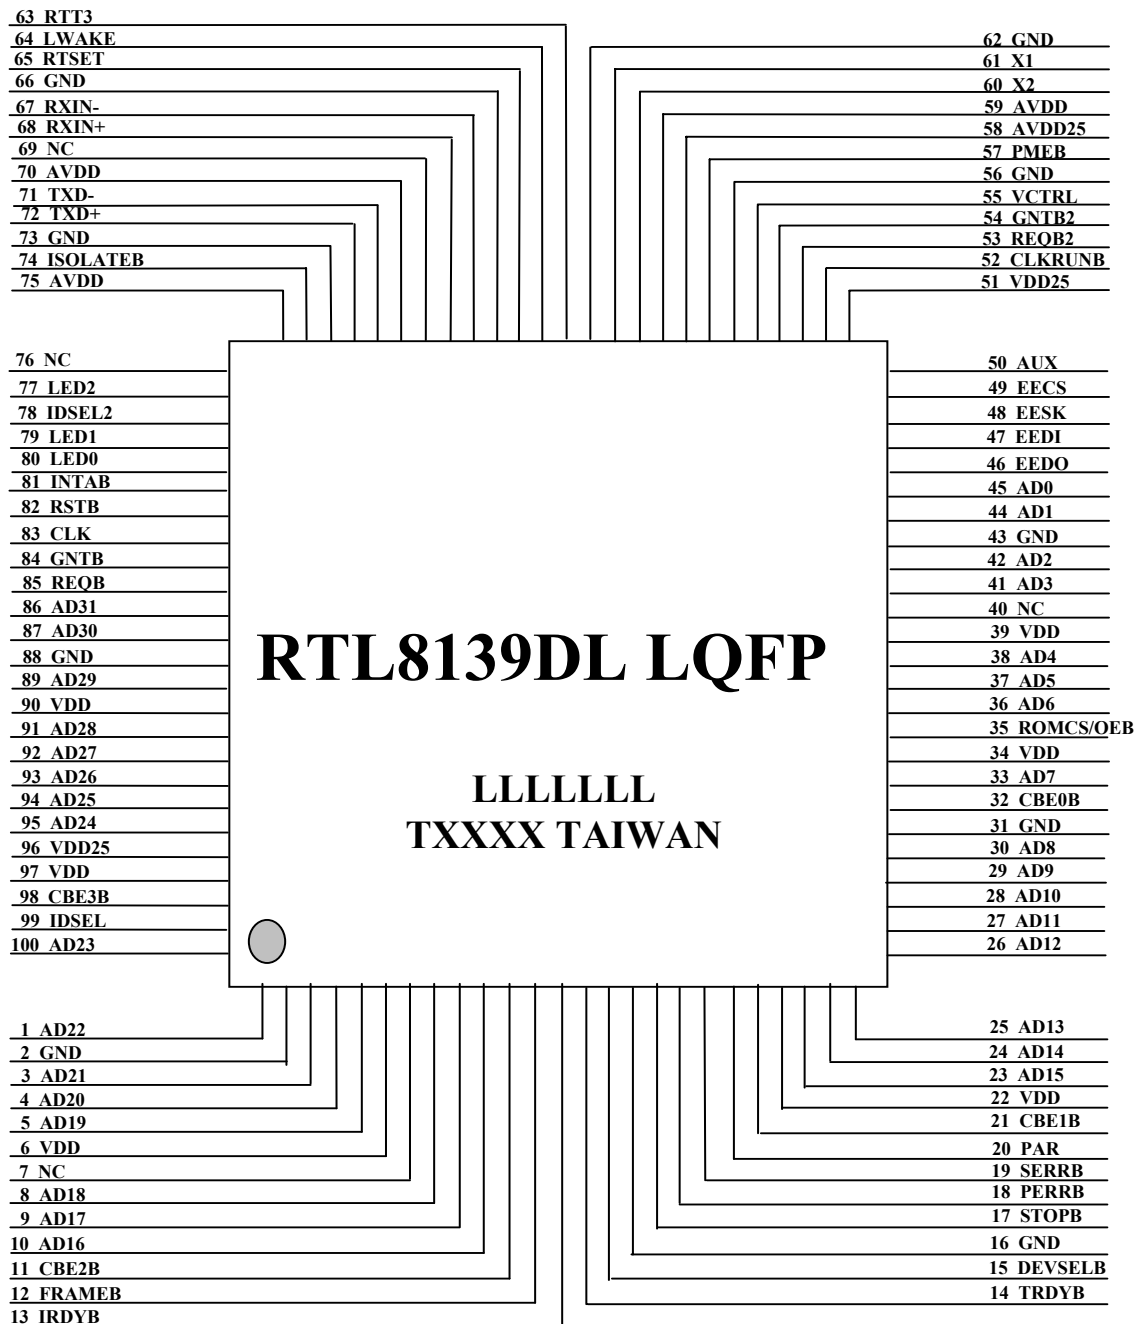 63 RTT3
64 LWAKE
65 RTSET
66 GND
67 RXIN-
68 RXIN+
69 NC
70 AVDD
71 TXD-
72 TXD+
73 GND
74 ISOLATEB
75 AVDD
62 GND
61 X1
60 X2
59 AVDD
58 AVDD25
57 PMEB
56 GND
55 VCTRL
54 GNTB2
53 REQB2
52 CLKRUNB
51 VDD25
76 NC
77 LED2
78 IDSEL2
79 LED1
80 LED0
81 INTAB
82 RSTB
83 CLK
84 GNTB
85 REQB
86 AD31
87 AD30
88 GND
89 AD29
90 VDD
91 AD28
92 AD27
93 AD26
94 AD25
95 AD24
96 VDD25
97 VDD
98 CBE3B
99 IDSEL
100 AD23
RTL8139DL LQFP
LLLLLLL
TXXXX TAIWAN
50 AUX
49 EECS
48 EESK
47 EEDI
46 EEDO
45 AD0
44 AD1
43 GND
42 AD2
41 AD3
40 NC
39 VDD
38 AD4
37 AD5
36 AD6
35 ROMCS/OEB
34 VDD
33 AD7
32 CBE0B
31 GND
30 AD8
29 AD9
28 AD10
27 AD11
26 AD12
1 AD22
2 GND
3 AD21
4 AD20
5 AD19
6 VDD
7 NC
8 AD18
9 AD17
10 AD16
11 CBE2B
12 FRAMEB
13 IRDYB
25 AD13
24 AD14
23 AD15
22 VDD
21 CBE1B
20 PAR
19 SERRB
18 PERRB
17 STOPB
16 GND
15 DEVSELB
14 TRDYB